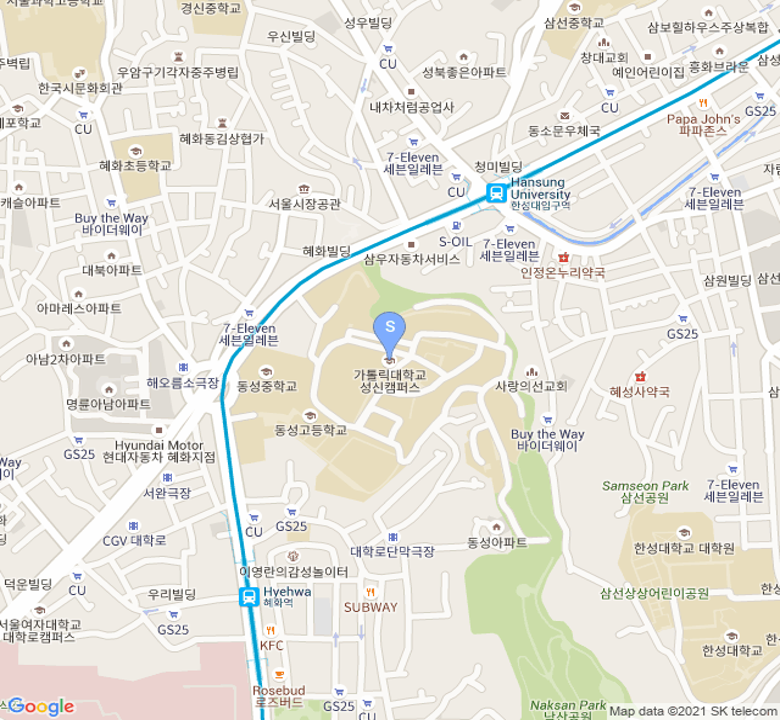 경신중학교
성우빌딩
삼선중학교
우신빌딩
삼보힐하우스주상복합
CU
창대교회
우암구기각자중주병립
성북좋은아파트
예인어린이집
흥화브라운
한국시문화회관
내차처럼공업사
CU
GS25
CU
Papa John's
파파존스
혜화동김상협가
동소문우체국
혜화초등학교
7-Eleven
세븐일레븐
청미빌딩
CU
Hansung
University
한성대입구역
7-Eleven
세븐일레븐
캐슬아파트
서울시장공관
Buy the Way
바이더웨이
S-OIL
7-Eleven
세븐일레븐
혜화빌딩
삼우자동차서비스
인정온누리약국
대북아파트
삼원빌딩
아마레스아파트
S
7-Eleven
세븐일레븐
GS25
아남2차아파트
가톨릭대학교
성신캠퍼스
해오름소극장
동성중학교
사랑의선교회
혜성사약국
명륜아남아파트
동성고등학교
Buy the Way
바이더웨이
GS25
Hyundai Motor
현대자동차 혜화지점
Way
서완극장
Samseon Park
삼선공원
7-Eleven
세븐일레븐
CU
GS25
CGV 대학로
대학로단막극장
동성아파트
한성대학교 대학원
이영란의감성놀이터
덕운빌딩
CU
우리빌딩
Hyehwa
혜화역
SUBWAY
삼선상상어린이공원
서울여자대학교
대학로캠퍼스
GS25
KFC
한성대학교
Rosebud
로즈버드
GS25
CU
Naksan Park
낙산공원
Google
Map data ©2021 SK telecom